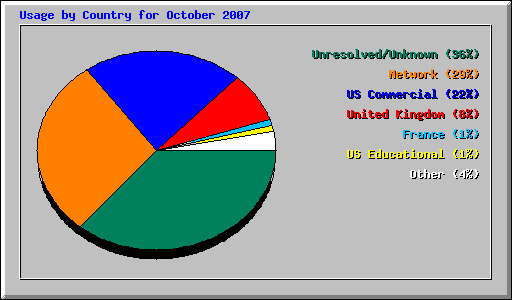 Usage by Country for October 2007
Unresolved/Unknown (36%)
Network (29%)
US Commercial (22%)
United Kingdom (8%)
France (1%)
US Educational (1%)
Other (4%)